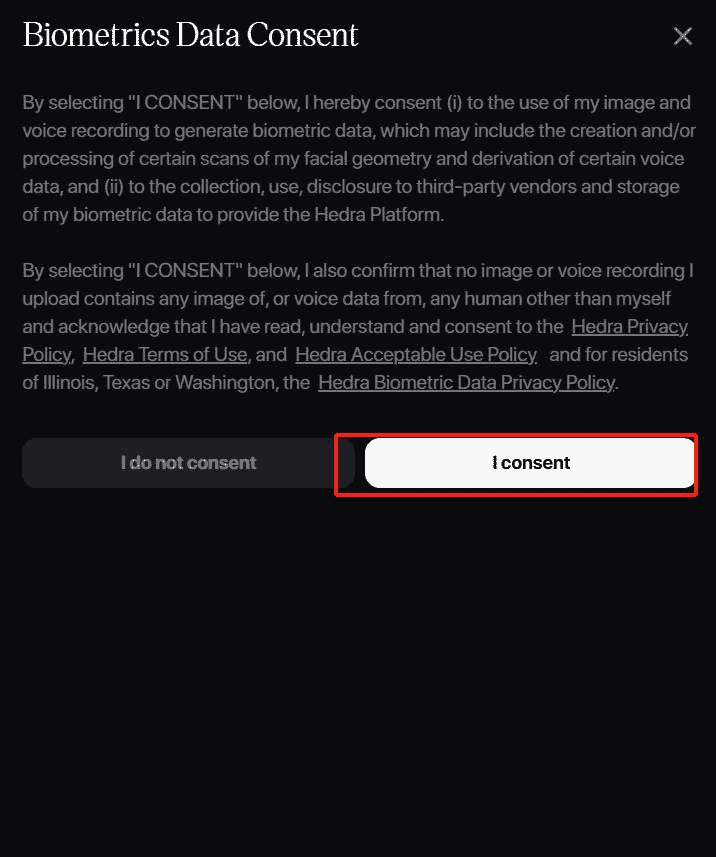 Biometrics Data Consent
By selecting "I CONSENT" below, I hereby consent (i) to the use of my image and
voice recording to generate biometric data, which may include the creation and/or
processing of certain scans of my facial geometry and derivation of certain voice
data, and (ii) to the collection, use, disclosure to third-party vendors and storage
of my biometric data to provide the Hedra Platform.
By selecting "I CONSENT" below, I also confirm that no image or voice recording I
upload contains any image of, or voice data from, any human other than myself
and acknowledge that I have read, understand and consent to the Hedra Privacy
Policy, Hedra Terms of Use, and Hedra Acceptable Use Policy and for residents
of Illinois, Texas or Washington, the Hedra Biometric Data Privacy Policy.
I do not consent
I consent